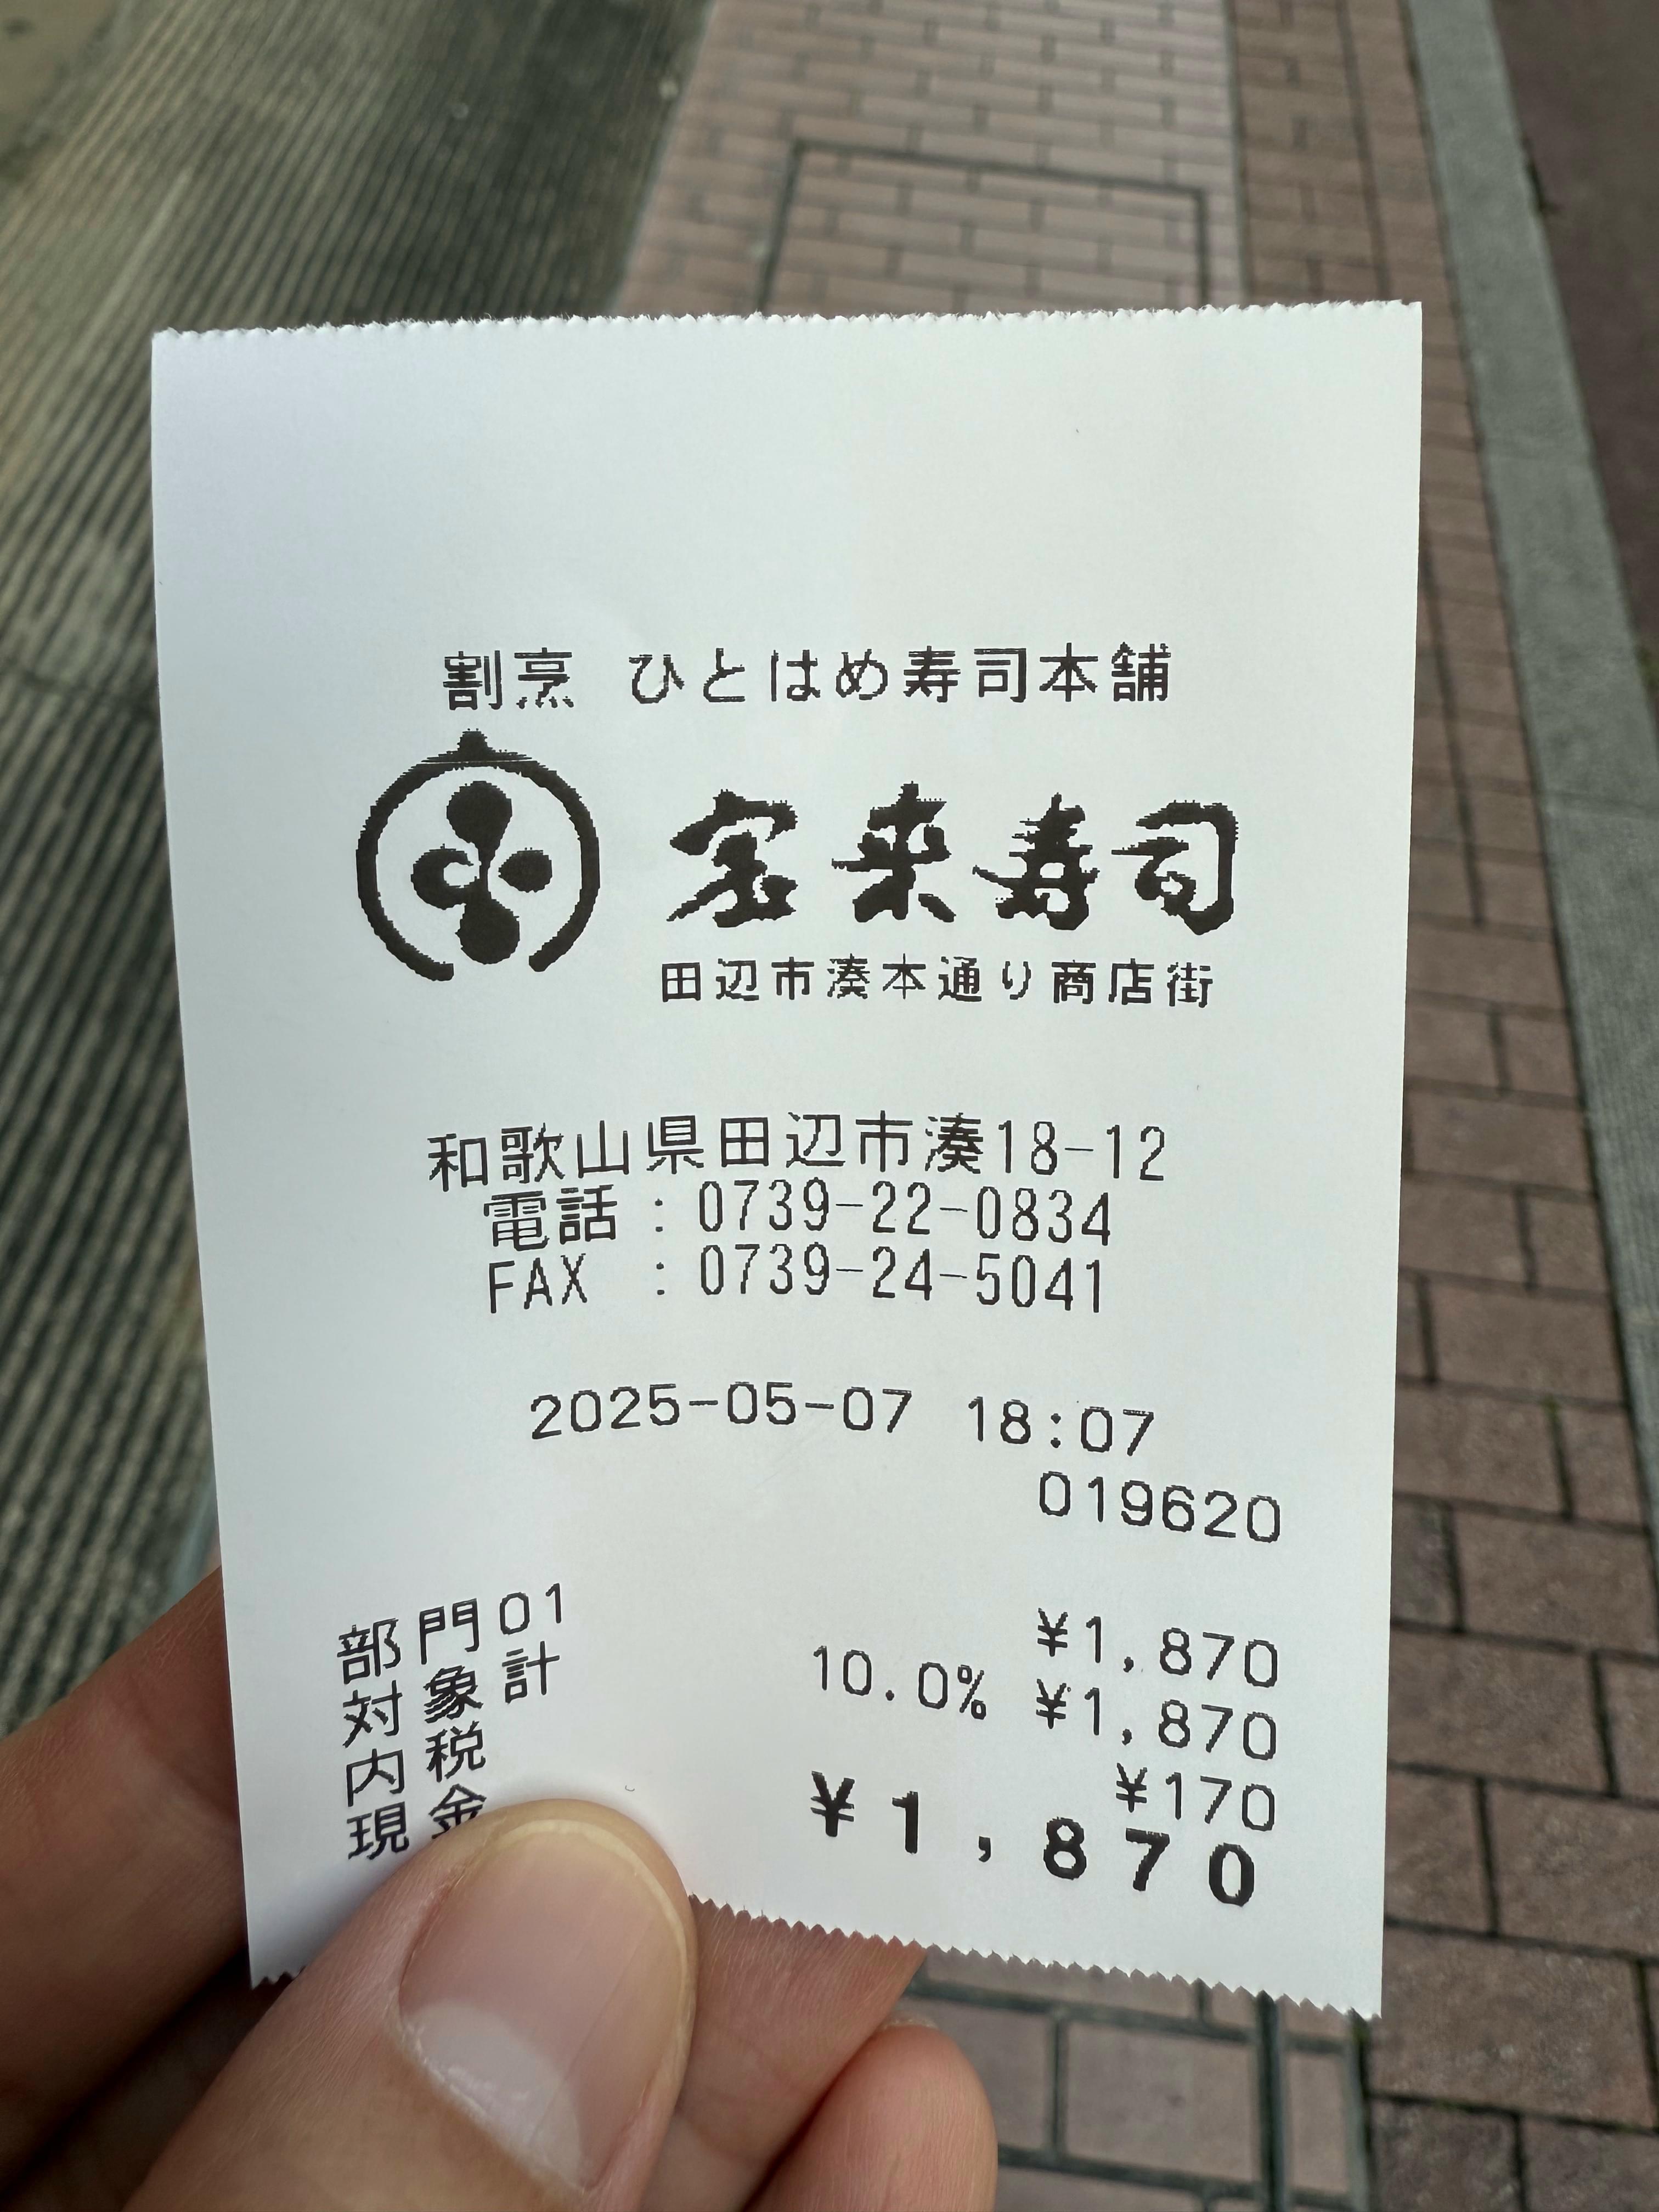 割烹 ひとはめ寿司本舗
宝来寿司
田辺市湊本通り商店街
和歌山県田辺市湊18-12
電話 : 0739-22-0834
FAX : 0739-24-5041
2025-05-07 18:07
019620
部門01 ¥1,870
対象計 10.0% ¥1,870
内税 ¥170
現金 ¥1,870